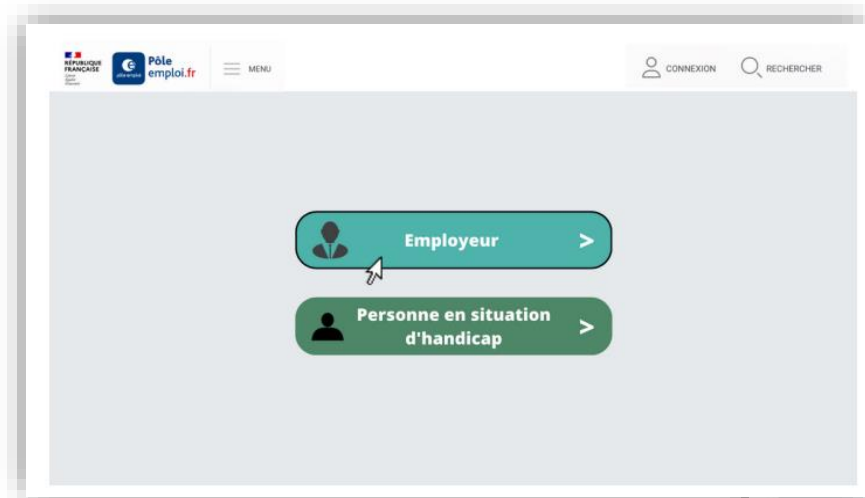 RÉPUBLIQUE
FRANÇAISE
Pôle
emploi.fr
MENU
CONNEXION
RECHERCHER
Employeur
>
Personne en situation
d'handicap
>